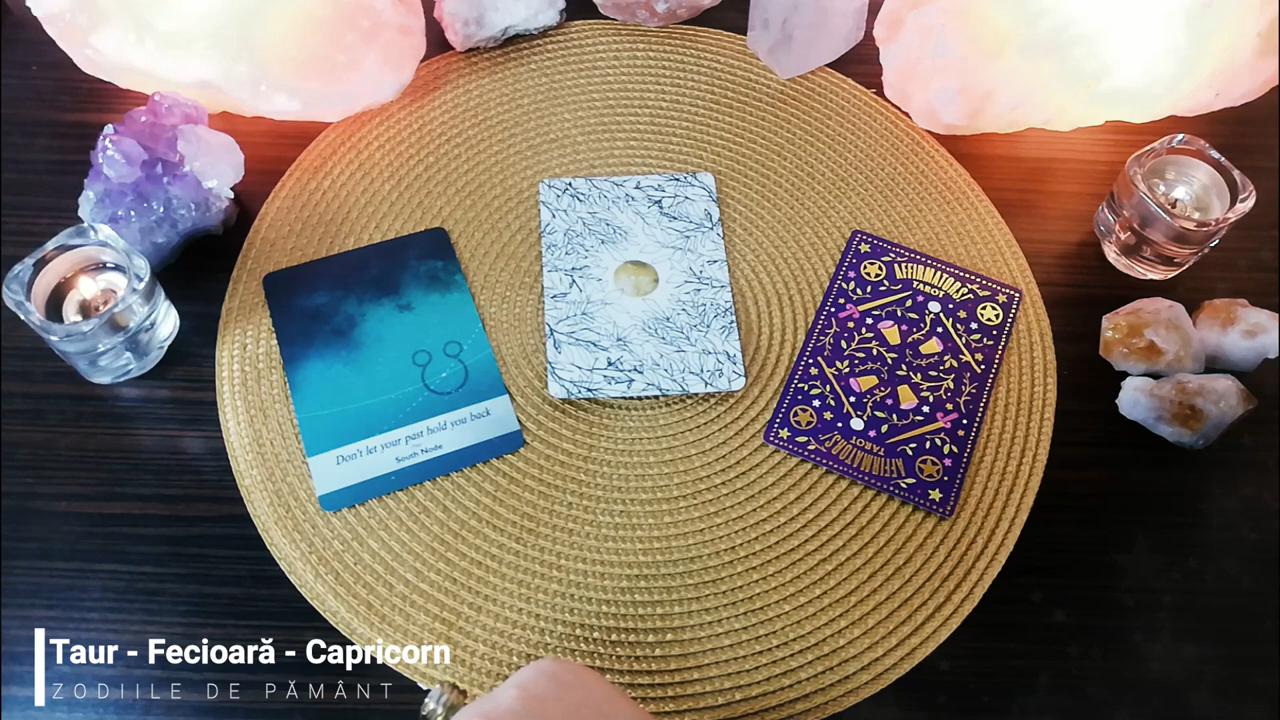 Don't let your past hold you back
South Node
AFFIRMATORS!
TAROT
AFFIRMATORS!
TAROT
Taur - Fecioară - Capricorn
ZODIILE DE PĂMÂNT